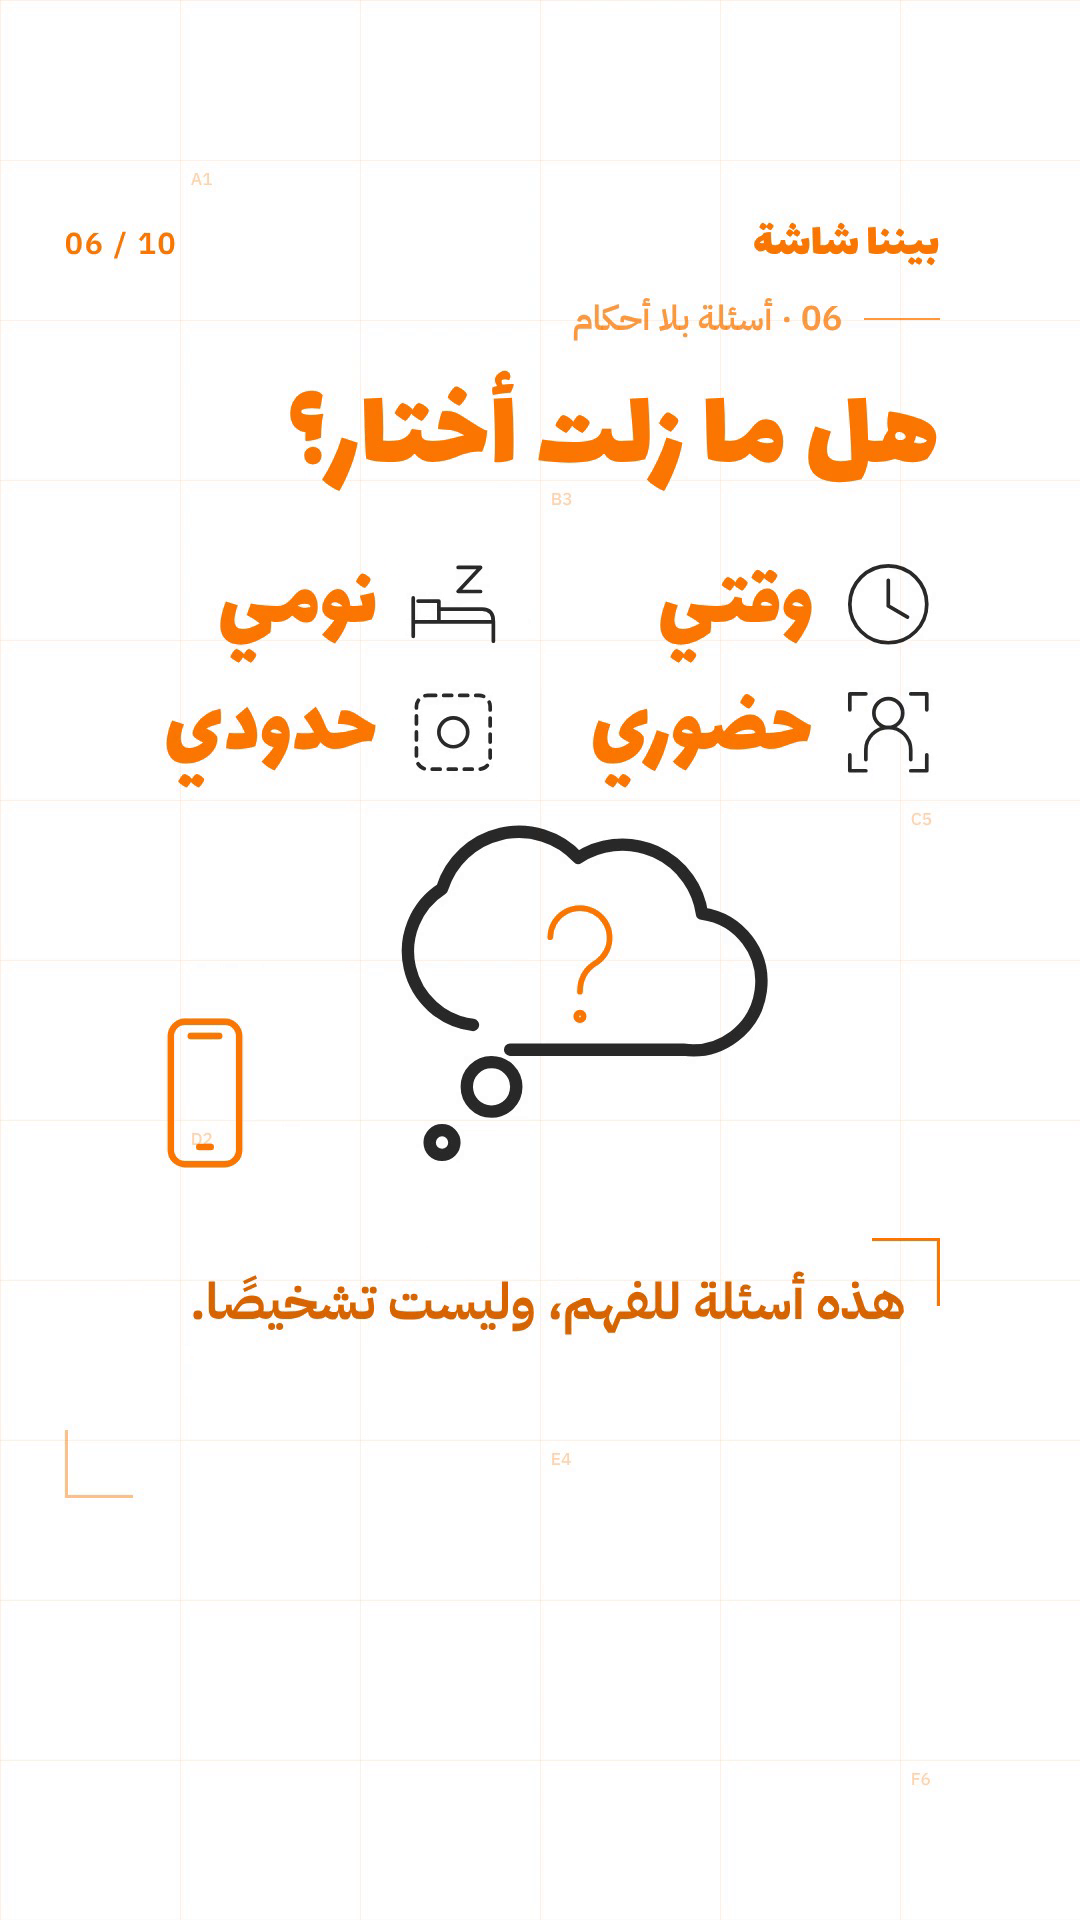 A1
بيننا شاشة
06 / 10
06 · أسئلة بلا أحكام
هل ما زلت أختار؟
B3
وقتي
نومي
حضوري
حدودي
C5
?
D2
هذه أسئلة للفهم، وليست تشخيصًا.
E4
F6